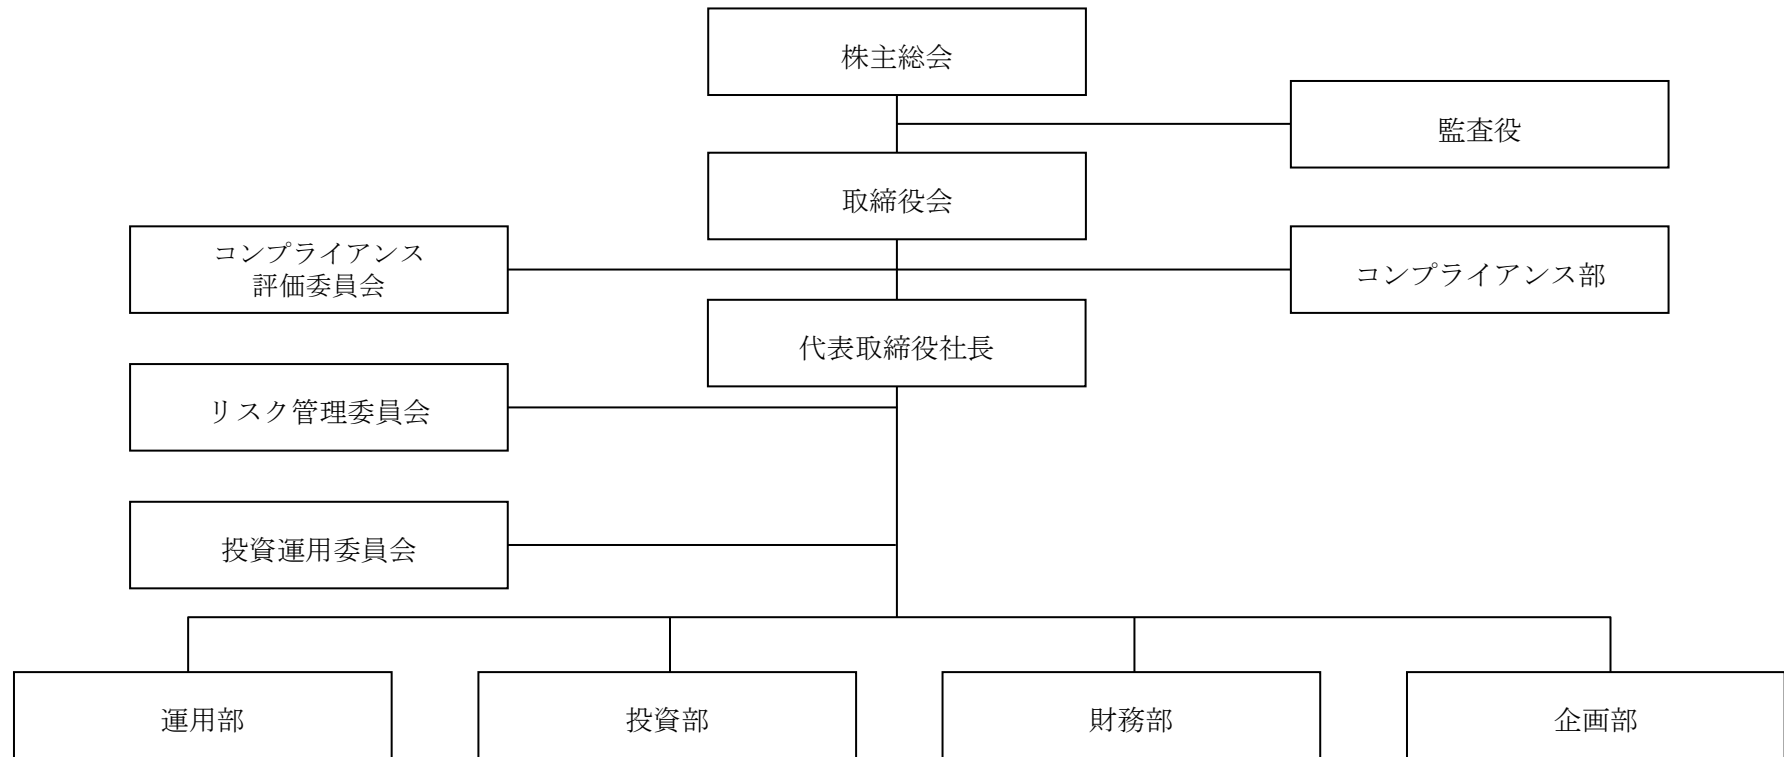 株主総会
監査役
取締役会
コンプライアンス
評価委員会
コンプライアンス部
代表取締役社長
リスク管理委員会
投資運用委員会
運用部
投資部
財務部
企画部